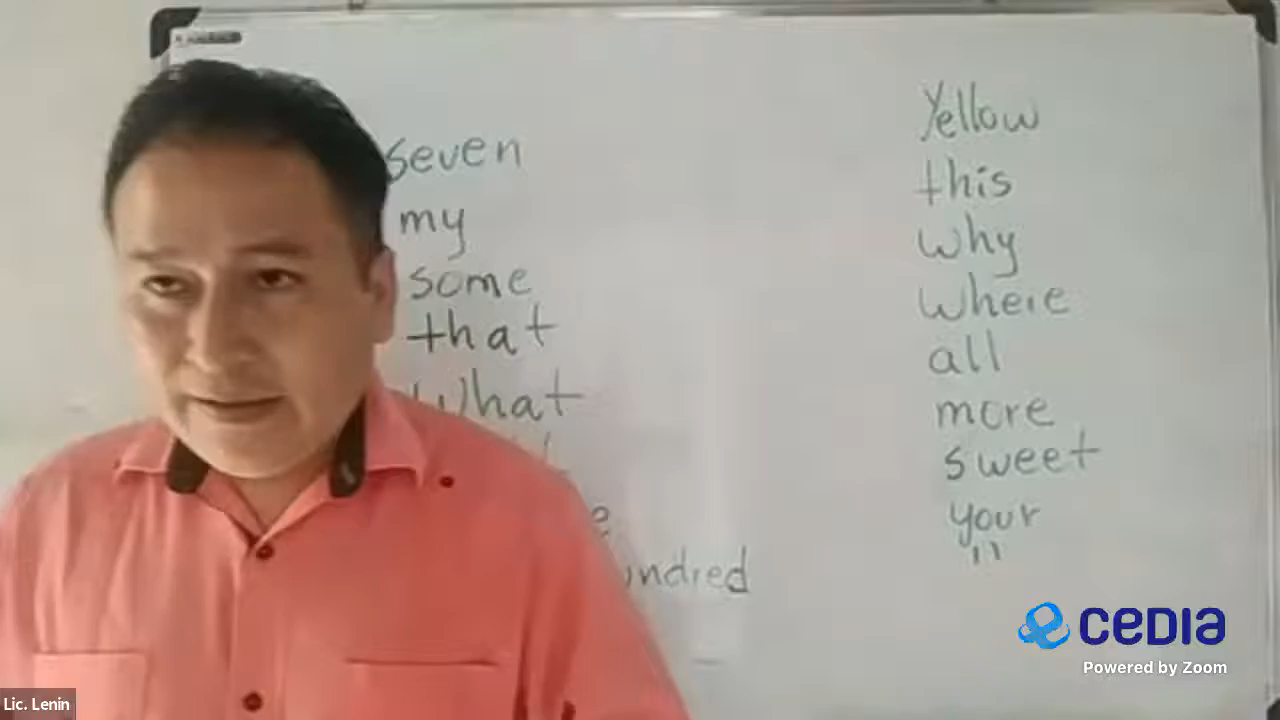 seven
my
some
that
what
Yellow
this
why
where
all
more
sweet
your
CEDIA
Powered by Zoom
Lic. Lenin